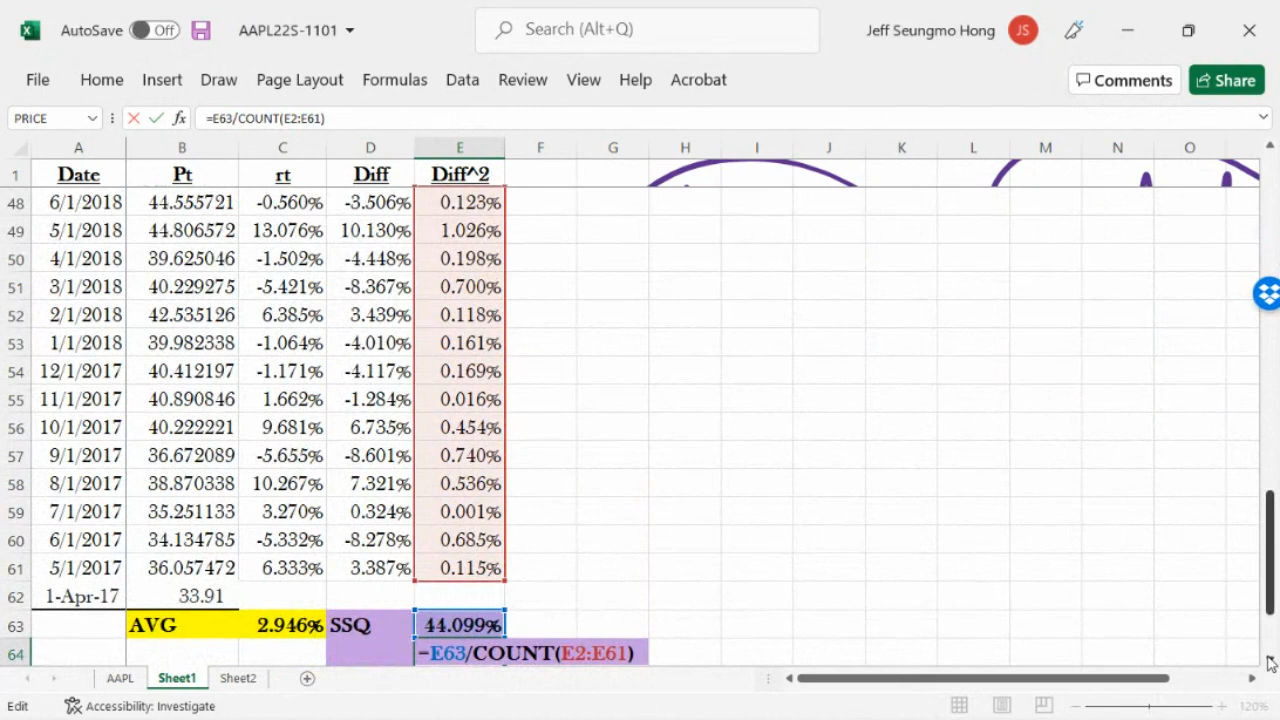 AutoSave Off AAPL22S-1101 Search (Alt+Q) Jeff Seungmo Hong JS
File Home Insert Draw Page Layout Formulas Data Review View Help Acrobat Comments Share
PRICE fx =E63/COUNT(E2:E61)
A B C D E F G H I J K L M N O
1 Date Pt rt Diff Diff^2
48 6/1/2018 44.555721 -0.560% -3.506% 0.123%
49 5/1/2018 44.806572 13.076% 10.130% 1.026%
50 4/1/2018 39.625046 -1.502% -4.448% 0.198%
51 3/1/2018 40.229275 -5.421% -8.367% 0.700%
52 2/1/2018 42.535126 6.385% 3.439% 0.118%
53 1/1/2018 39.982338 -1.064% -4.010% 0.161%
54 12/1/2017 40.412197 -1.171% -4.117% 0.169%
55 11/1/2017 40.890846 1.662% -1.284% 0.016%
56 10/1/2017 40.222221 9.681% 6.735% 0.454%
57 9/1/2017 36.672089 -5.655% -8.601% 0.740%
58 8/1/2017 38.870338 10.267% 7.321% 0.536%
59 7/1/2017 35.251133 3.270% 0.324% 0.001%
60 6/1/2017 34.134785 -5.332% -8.278% 0.685%
61 5/1/2017 36.057472 6.333% 3.387% 0.115%
62 1-Apr-17 33.91
63 AVG 2.946% SSQ 44.099%
64 =E63/COUNT(E2:E61)
AAPL Sheet1 Sheet2
Edit Accessibility: Investigate 120%